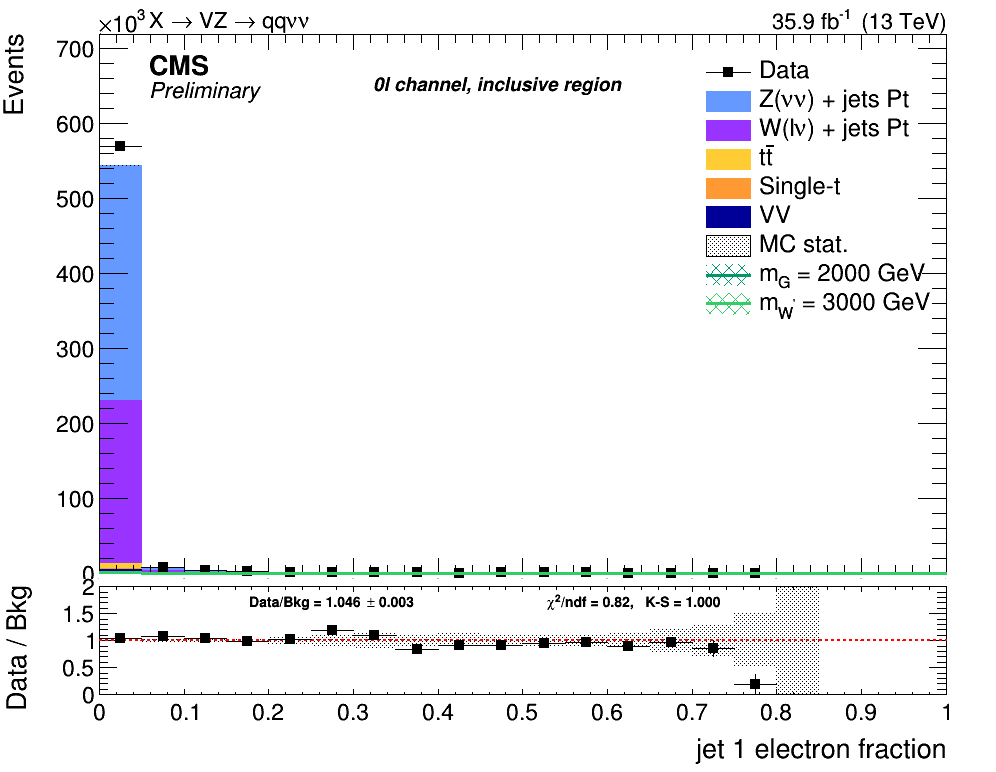 ×10³ X → VZ → qqνν 35.9 fb⁻¹ (13 TeV)
Events
CMS
Preliminary
0l channel, inclusive region
Data
Z(νν) + jets Pt
W(lν) + jets Pt
tt̄
Single-t
VV
MC stat.
m_G = 2000 GeV
m_W' = 3000 GeV
700
600
500
400
300
200
100
0
Data / Bkg
Data/Bkg = 1.046 ± 0.003 χ²/ndf = 0.82, K-S = 1.000
2
1.5
1
0.5
0
0 0.1 0.2 0.3 0.4 0.5 0.6 0.7 0.8 0.9 1
jet 1 electron fraction